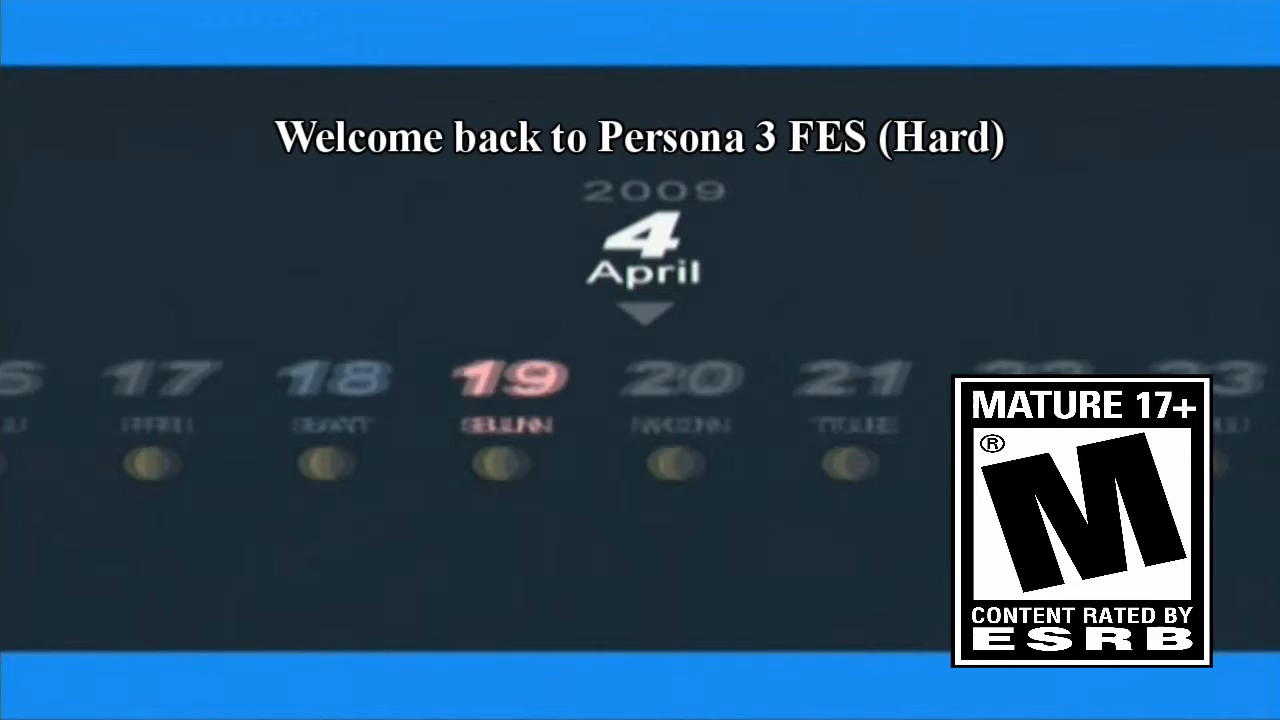 Welcome back to Persona 3 FES (Hard)
2009
4
April
17 18 19 20 21
MATURE 17+
®
M
CONTENT RATED BY
ESRB